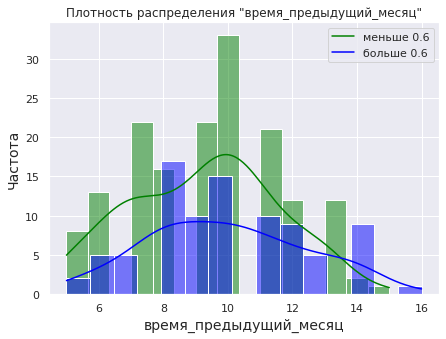 Плотность распределения "время_предыдущий_месяц"
меньше 0.6
больше 0.6
Частота
30
25
20
15
10
5
0
6 8 10 12 14 16
время_предыдущий_месяц